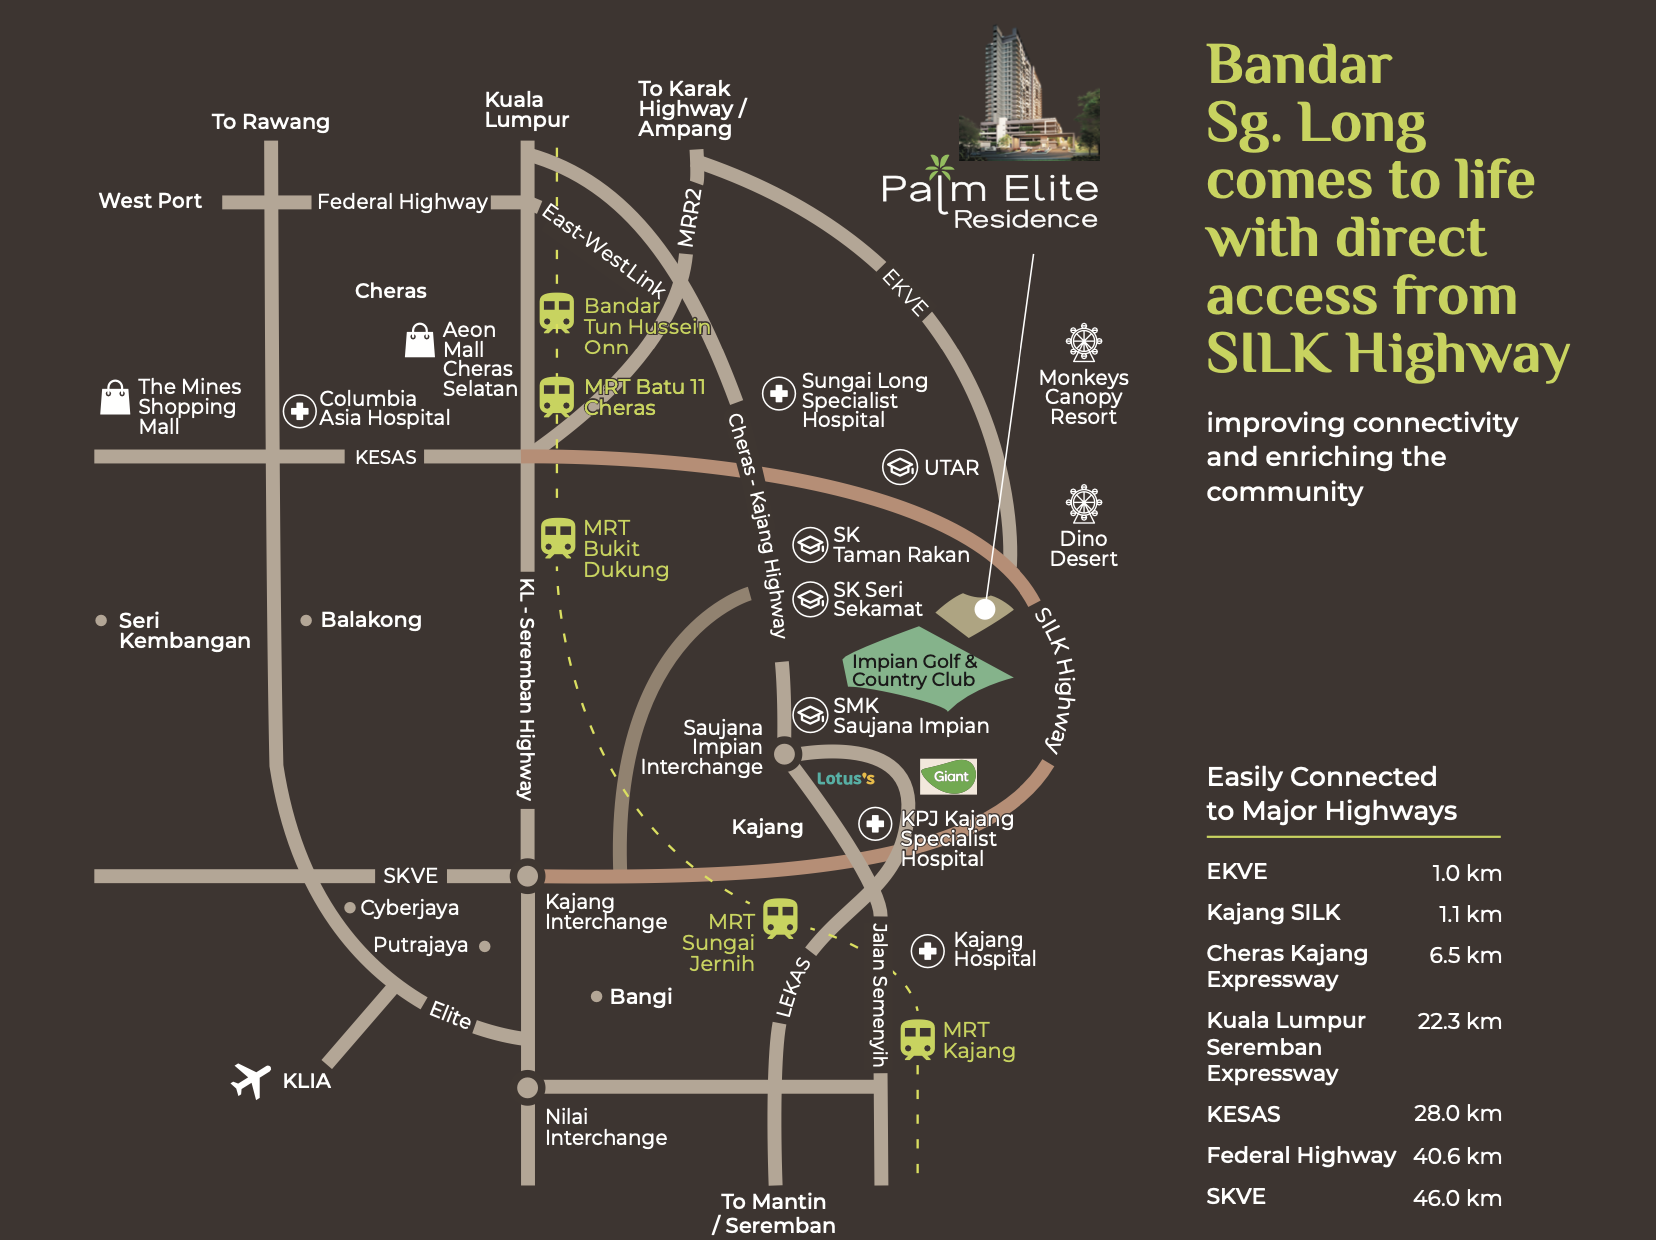 Bandar
Sg. Long
comes to life
with direct
access from
SILK Highway
improving connectivity
and enriching the
community
Easily Connected
to Major Highways
EKVE 1.0 km
Kajang SILK 1.1 km
Cheras Kajang 6.5 km
Expressway
Kuala Lumpur 22.3 km
Seremban
Expressway
KESAS 28.0 km
Federal Highway 40.6 km
SKVE 46.0 km
To Rawang
Kuala
Lumpur
To Karak
Highway /
Ampang
Palm Elite
Residence
West Port
Federal Highway
East-West Link
MRR2
EKVE
Cheras
Bandar
Tun Hussein
Onn
Aeon
Mall
Cheras
Selatan
The Mines
Shopping
Mall
Columbia
Asia Hospital
MRT Batu 11
Cheras
Sungai Long
Specialist
Hospital
Monkeys
Canopy
Resort
KESAS
Cheras - Kajang Highway
UTAR
MRT
Bukit
Dukung
SK
Taman Rakan
Dino
Desert
SK Seri
Sekamat
Seri
Kembangan
Balakong
KL - Seremban Highway
SILK Highway
Impian Golf &
Country Club
SMK
Saujana Impian
Saujana
Impian
Interchange
Lotus's
Giant
Kajang
KPJ Kajang
Specialist
Hospital
SKVE
Cyberjaya
Putrajaya
Kajang
Interchange
MRT
Sungai
Jernih
Jalan Semenyih
Kajang
Hospital
LEKAS
Bangi
Elite
MRT
Kajang
KLIA
Nilai
Interchange
To Mantin
/ Seremban